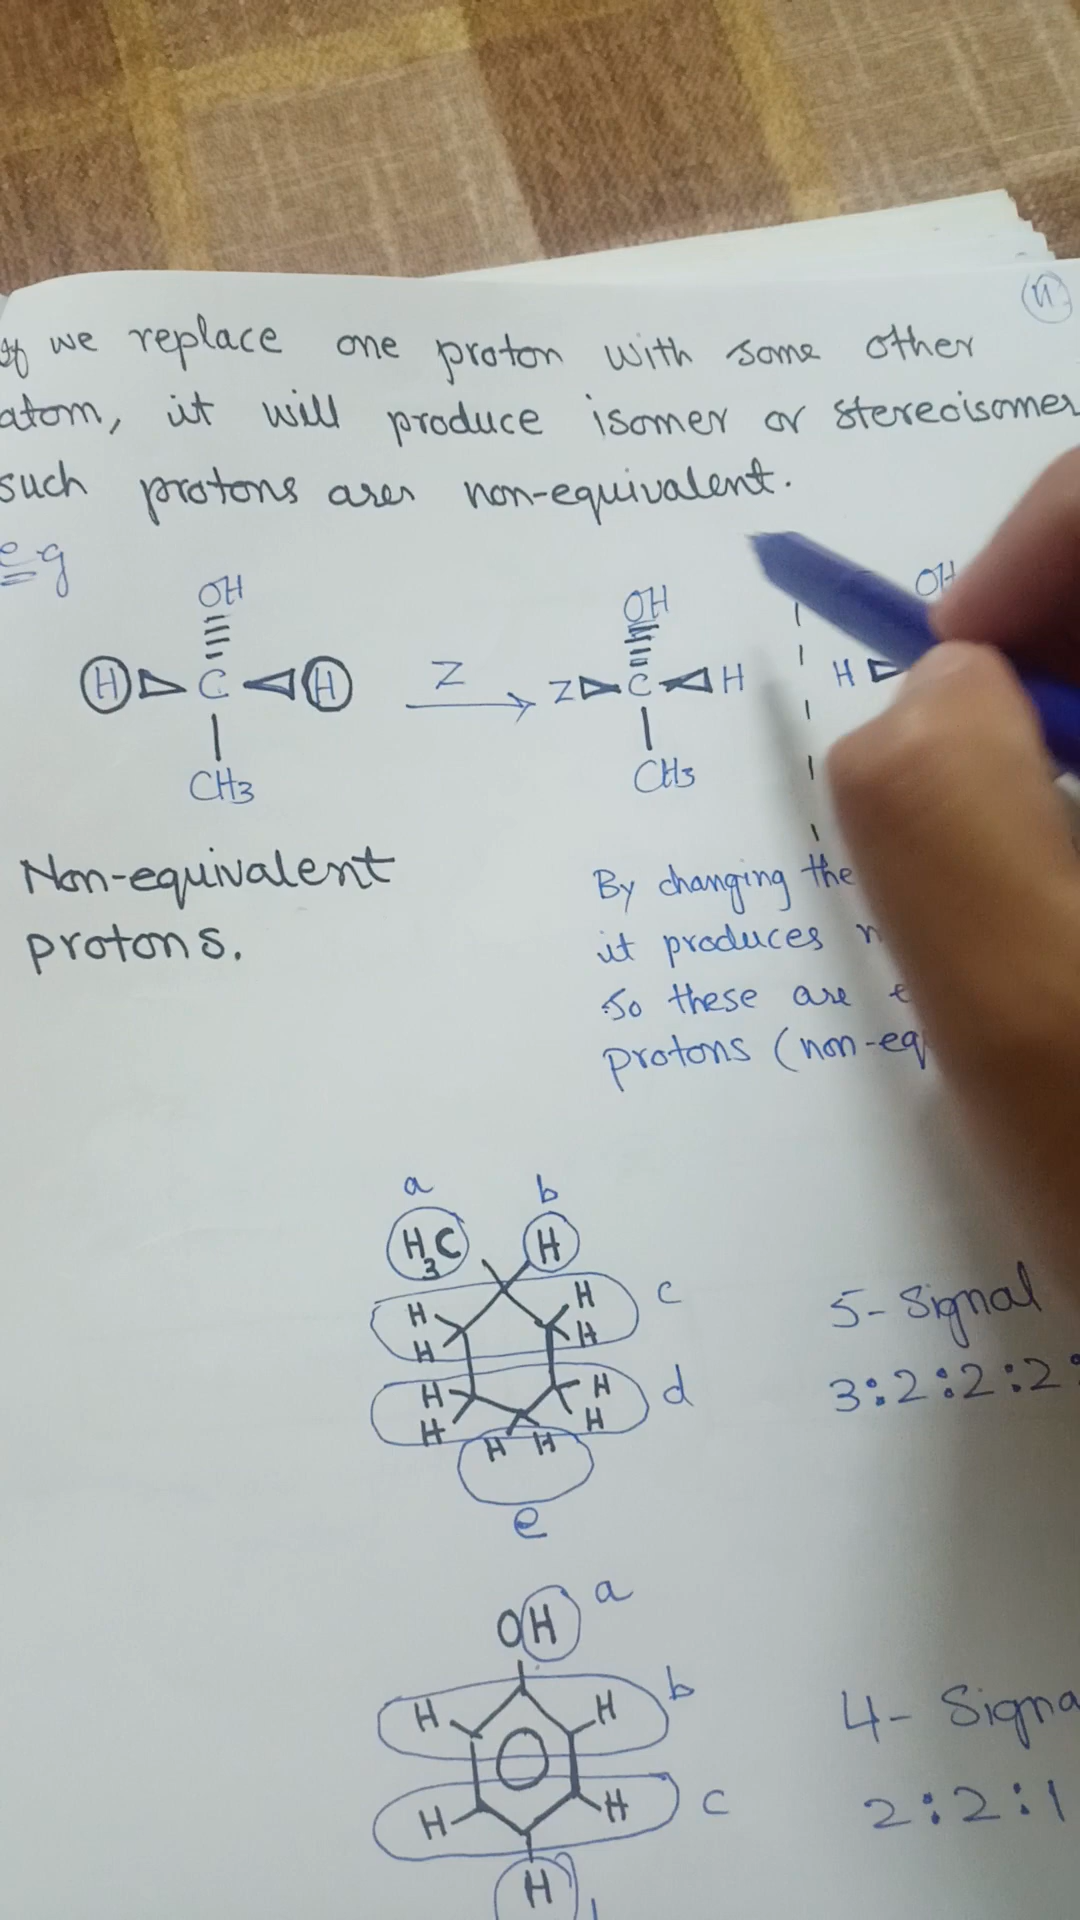 (11)
If we replace one proton with some other
atom, it will produce isomer or stereoisomer
such protons are non-equivalent.
eg
OH OH OH
H C H Z Z C H H
CH3 CH3
Non-equivalent
protons.
By changing the
it produces
So these are
protons (non-eq
a b
H3C H
H H c
H H
H H d
H H
H H
e
5- Signal
3:2:2:2:
OH a
H H b
H H c
H
4- Signa
2:2:1